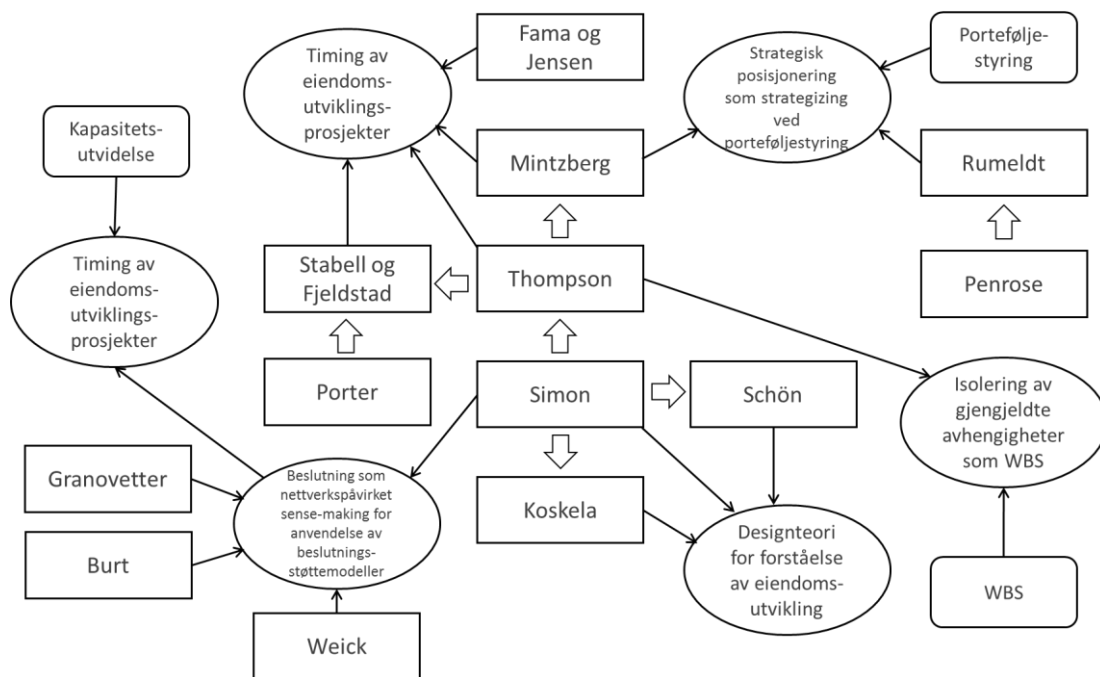 Timing av
eiendoms-
utviklings-
prosjekter
Fama og
Jensen
Strategisk
posisjonering
som strategizing
ved
porteføljestyring
Portefølje-
styring
Kapasitets-
utvidelse
Mintzberg
Rumeldt
Timing av
eiendoms-
utviklings-
prosjekter
Stabell og
Fjeldstad
Thompson
Penrose
Porter
Simon
Schön
Isolering av
gjengjeldte
avhengigheter
som WBS
Granovetter
Burt
Beslutning som
nettverkspåvirket
sense-making for
anvendelse av
beslutnings-
støttemodeller
Koskela
Designteori
for forståelse
av eiendoms-
utvikling
WBS
Weick